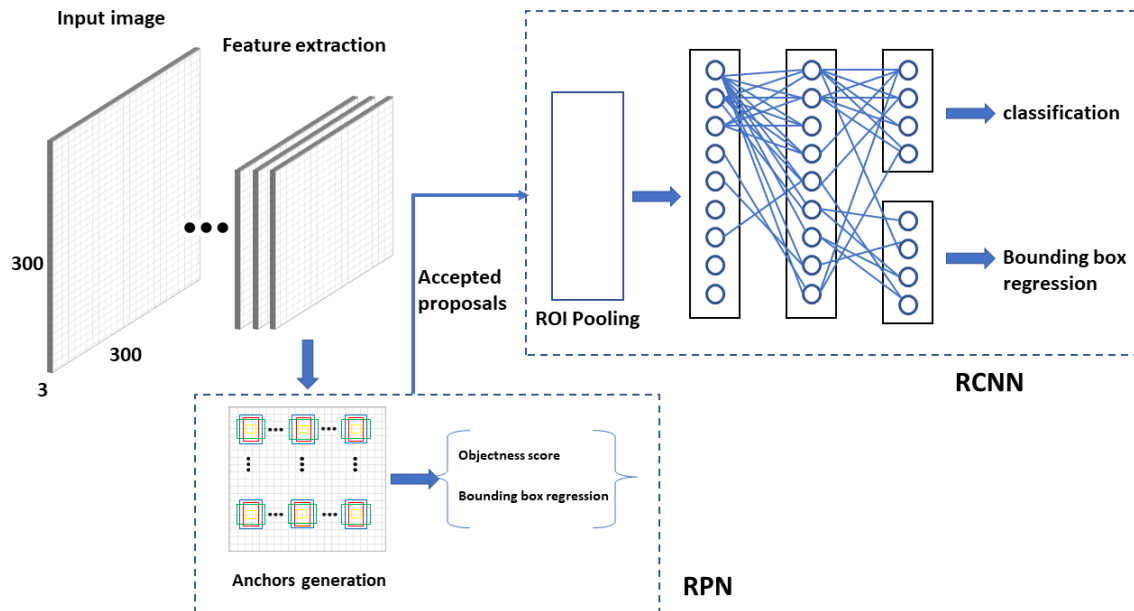 Input image
Feature extraction
300
300
3
Accepted
proposals
ROI Pooling
classification
Bounding box
regression
RCNN
Objectness score
Bounding box regression
Anchors generation
RPN